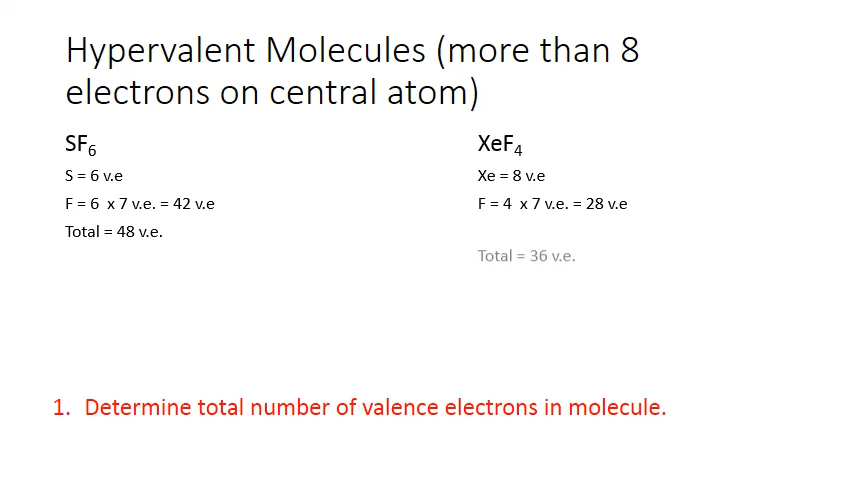 Hypervalent Molecules (more than 8
electrons on central atom)
SF₆
S = 6 v.e
F = 6 x 7 v.e. = 42 v.e
Total = 48 v.e.
XeF₄
Xe = 8 v.e
F = 4 x 7 v.e. = 28 v.e
Total = 36 v.e.
1. Determine total number of valence electrons in molecule.